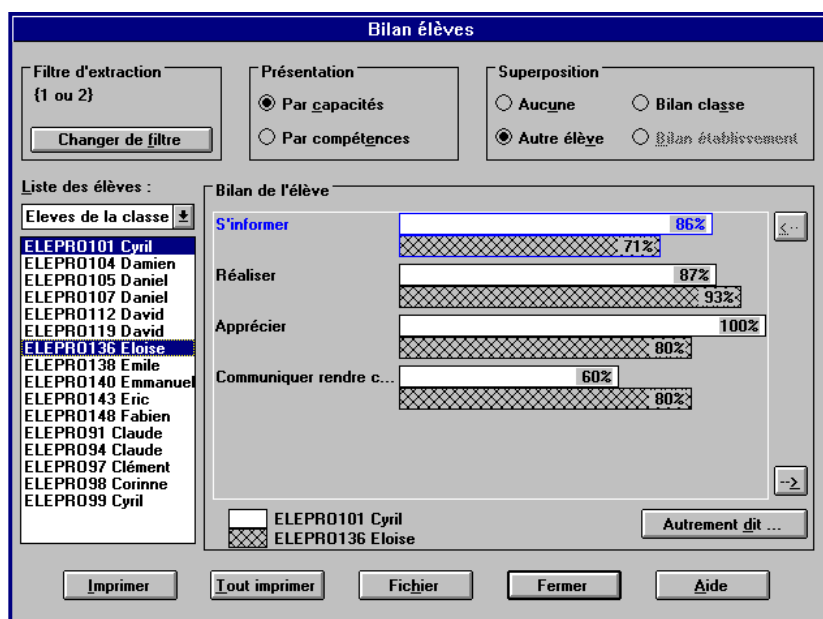 Bilan élèves
Filtre d'extraction
{1 ou 2}
Changer de filtre
Présentation
Par capacités
Par compétences
Superposition
Aucune
Bilan classe
Autre élève
Bilan établissement
Liste des élèves :
Eleves de la classe
ELEPRO101 Cyril
ELEPRO104 Damien
ELEPRO105 Daniel
ELEPRO107 Daniel
ELEPRO112 David
ELEPRO119 David
ELEPRO136 Eloise
ELEPRO138 Emile
ELEPRO140 Emmanuel
ELEPRO143 Eric
ELEPRO148 Fabien
ELEPRO91 Claude
ELEPRO94 Claude
ELEPRO97 Clément
ELEPRO98 Corinne
ELEPRO99 Cyril
Bilan de l'élève
S'informer 86%
71%
Réaliser 87%
93%
Apprécier 100%
80%
Communiquer rendre c... 60%
80%
<--
-->
ELEPRO101 Cyril
ELEPRO136 Eloise
Autrement dit ...
Imprimer
Tout imprimer
Fichier
Fermer
Aide